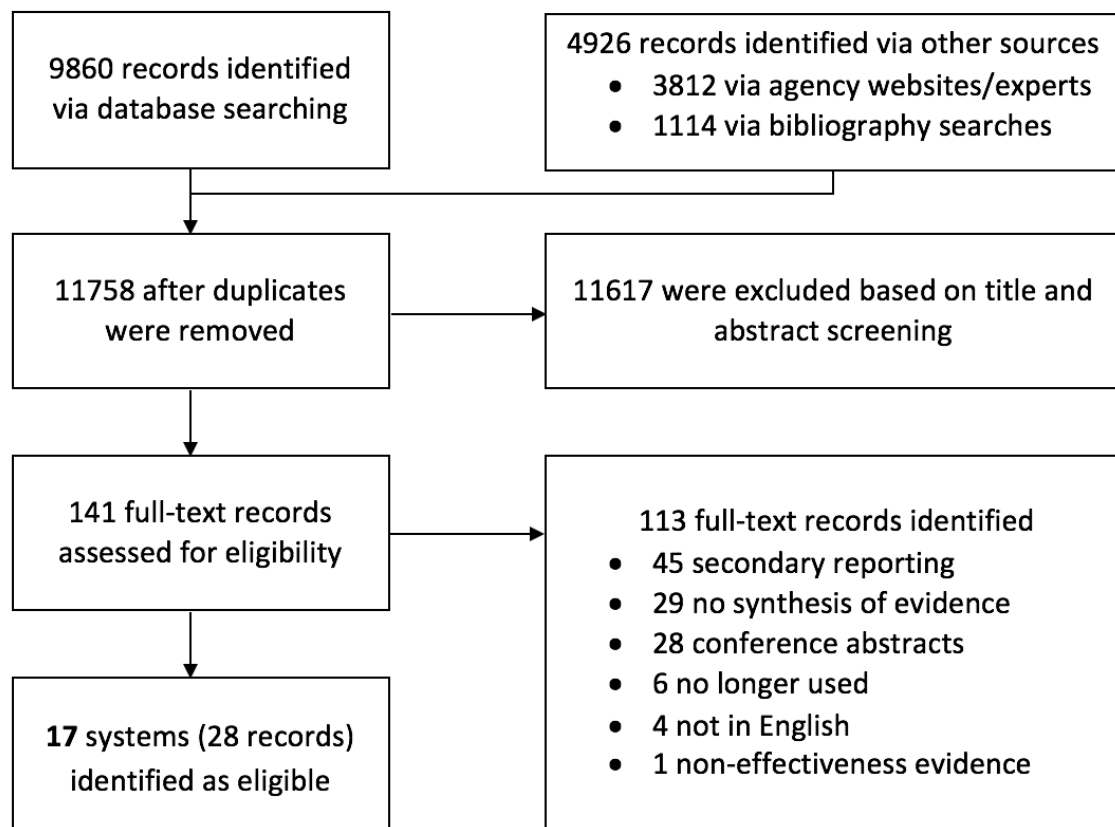 9860 records identified
via database searching
4926 records identified via other sources
• 3812 via agency websites/experts
• 1114 via bibliography searches
11758 after duplicates
were removed
11617 were excluded based on title and
abstract screening
141 full-text records
assessed for eligibility
113 full-text records identified
• 45 secondary reporting
• 29 no synthesis of evidence
• 28 conference abstracts
• 6 no longer used
• 4 not in English
• 1 non-effectiveness evidence
17 systems (28 records)
identified as eligible